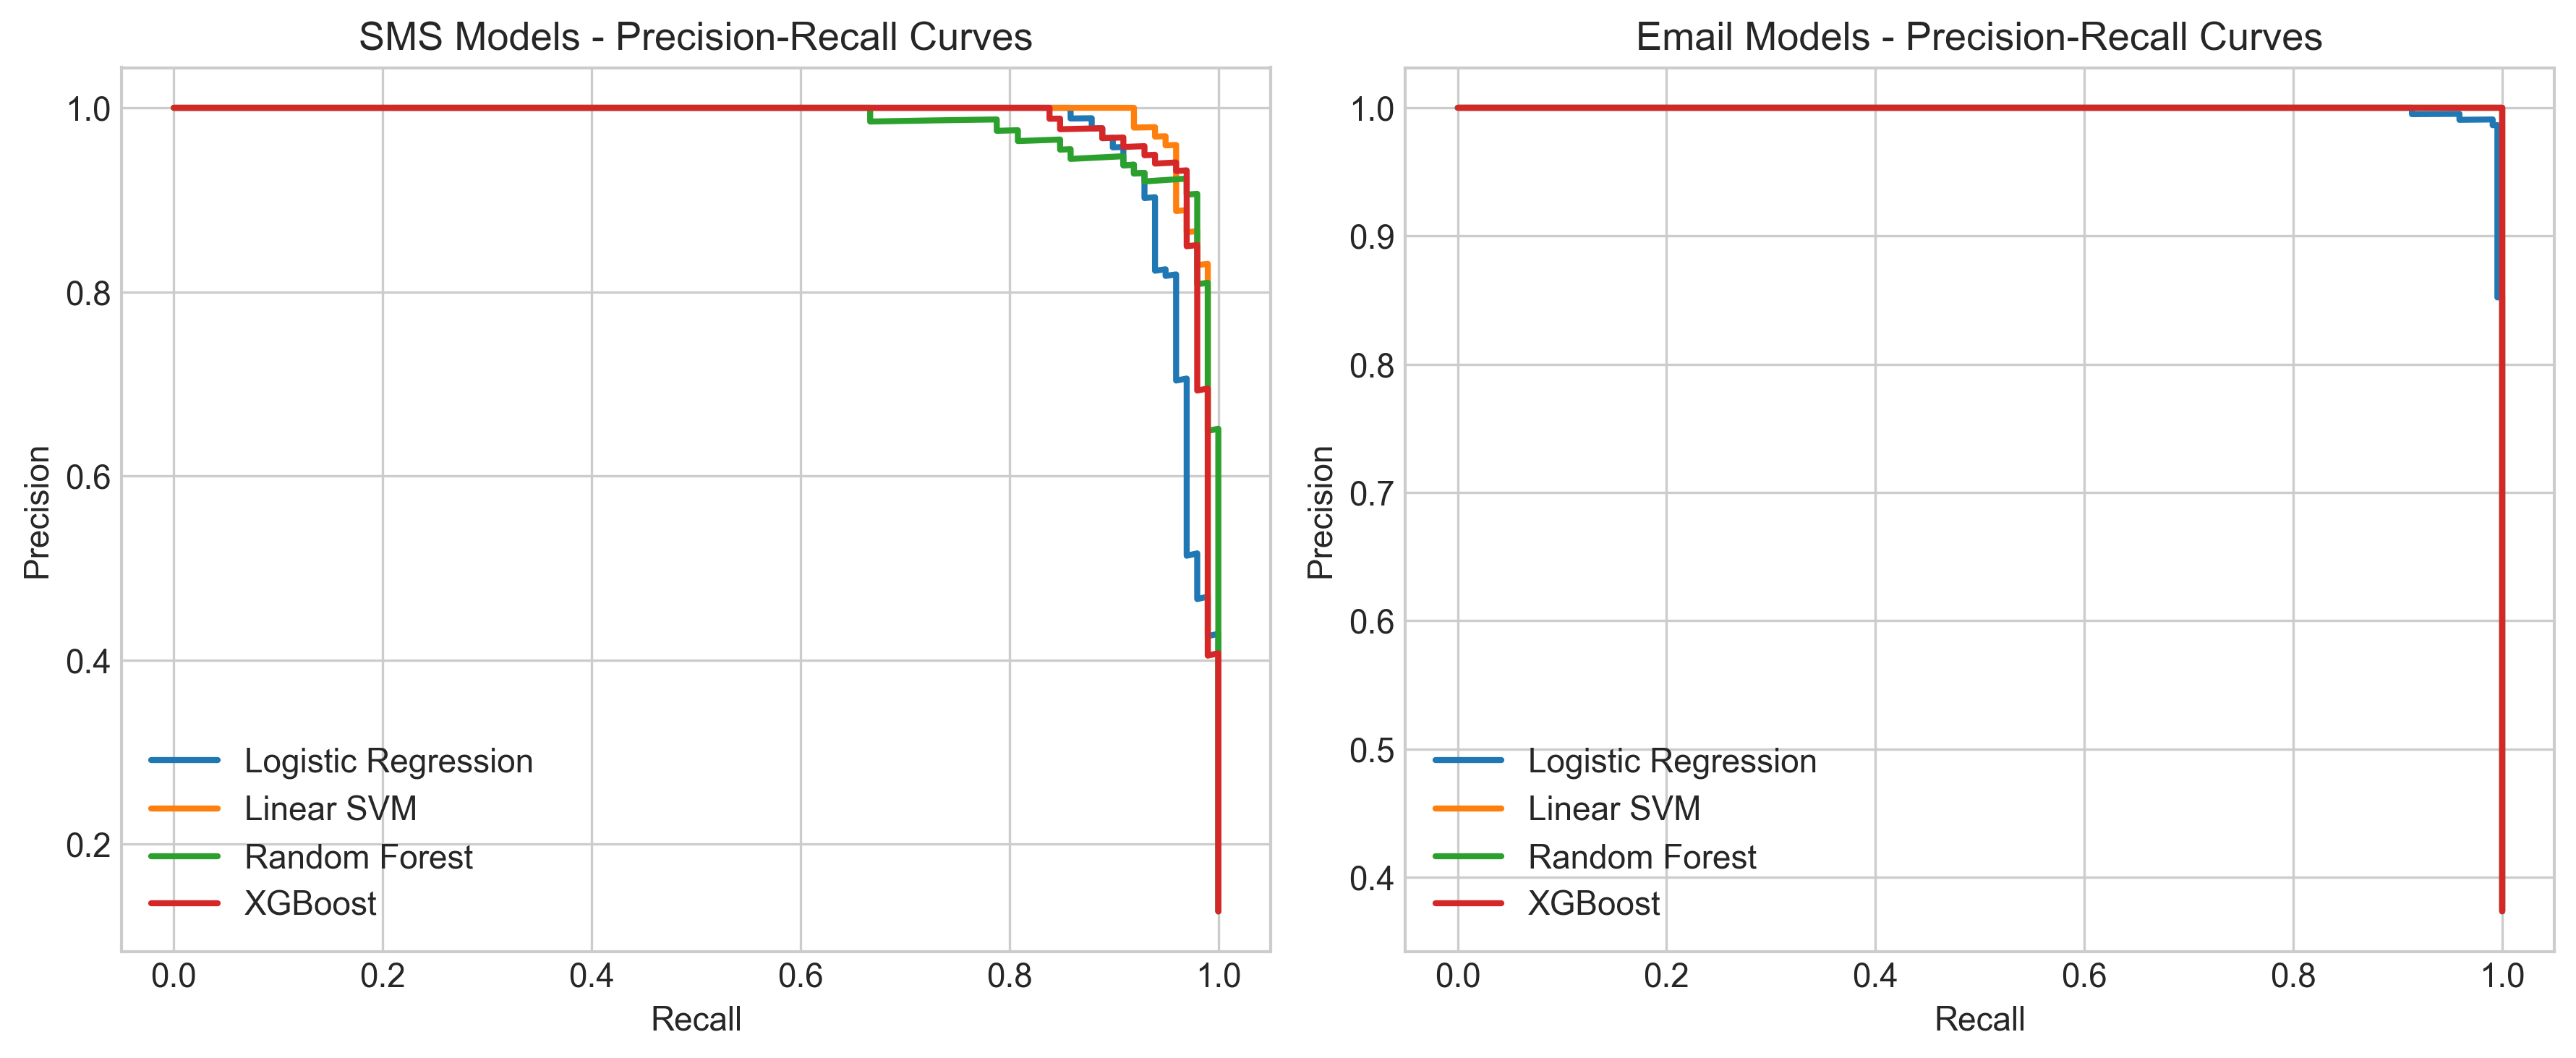 SMS Models - Precision-Recall Curves
1.0
0.8
0.6
0.4
0.2
Precision
Logistic Regression
Linear SVM
Random Forest
XGBoost
0.0 0.2 0.4 0.6 0.8 1.0
Recall
Email Models - Precision-Recall Curves
1.0
0.9
0.8
0.7
0.6
0.5
0.4
Precision
Logistic Regression
Linear SVM
Random Forest
XGBoost
0.0 0.2 0.4 0.6 0.8 1.0
Recall